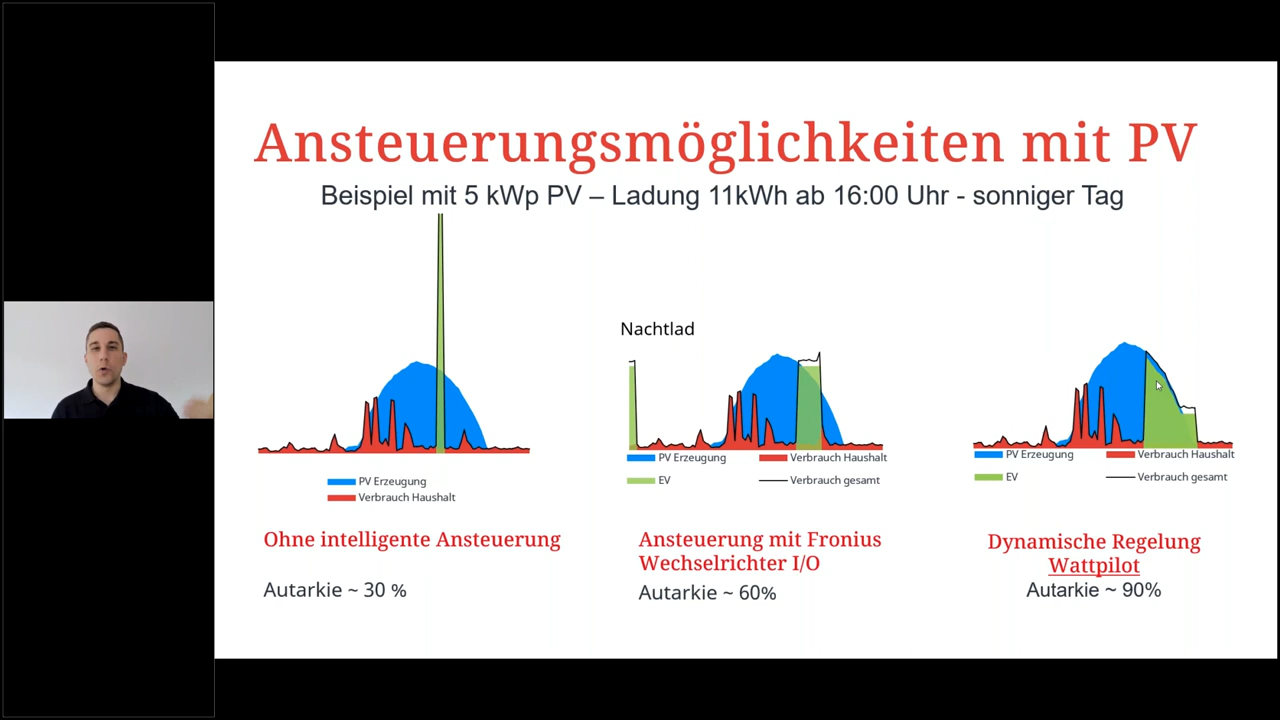 Ansteuerungsmöglichkeiten mit PV
Beispiel mit 5 kWp PV – Ladung 11kWh ab 16:00 Uhr - sonniger Tag
PV Erzeugung
Verbrauch Haushalt
Ohne intelligente Ansteuerung
Autarkie ~ 30 %
Nachtlad
PV Erzeugung
Verbrauch Haushalt
EV
Verbrauch gesamt
Ansteuerung mit Fronius
Wechselrichter I/O
Autarkie ~ 60%
PV Erzeugung
Verbrauch Haushalt
EV
Verbrauch gesamt
Dynamische Regelung
Wattpilot
Autarkie ~ 90%